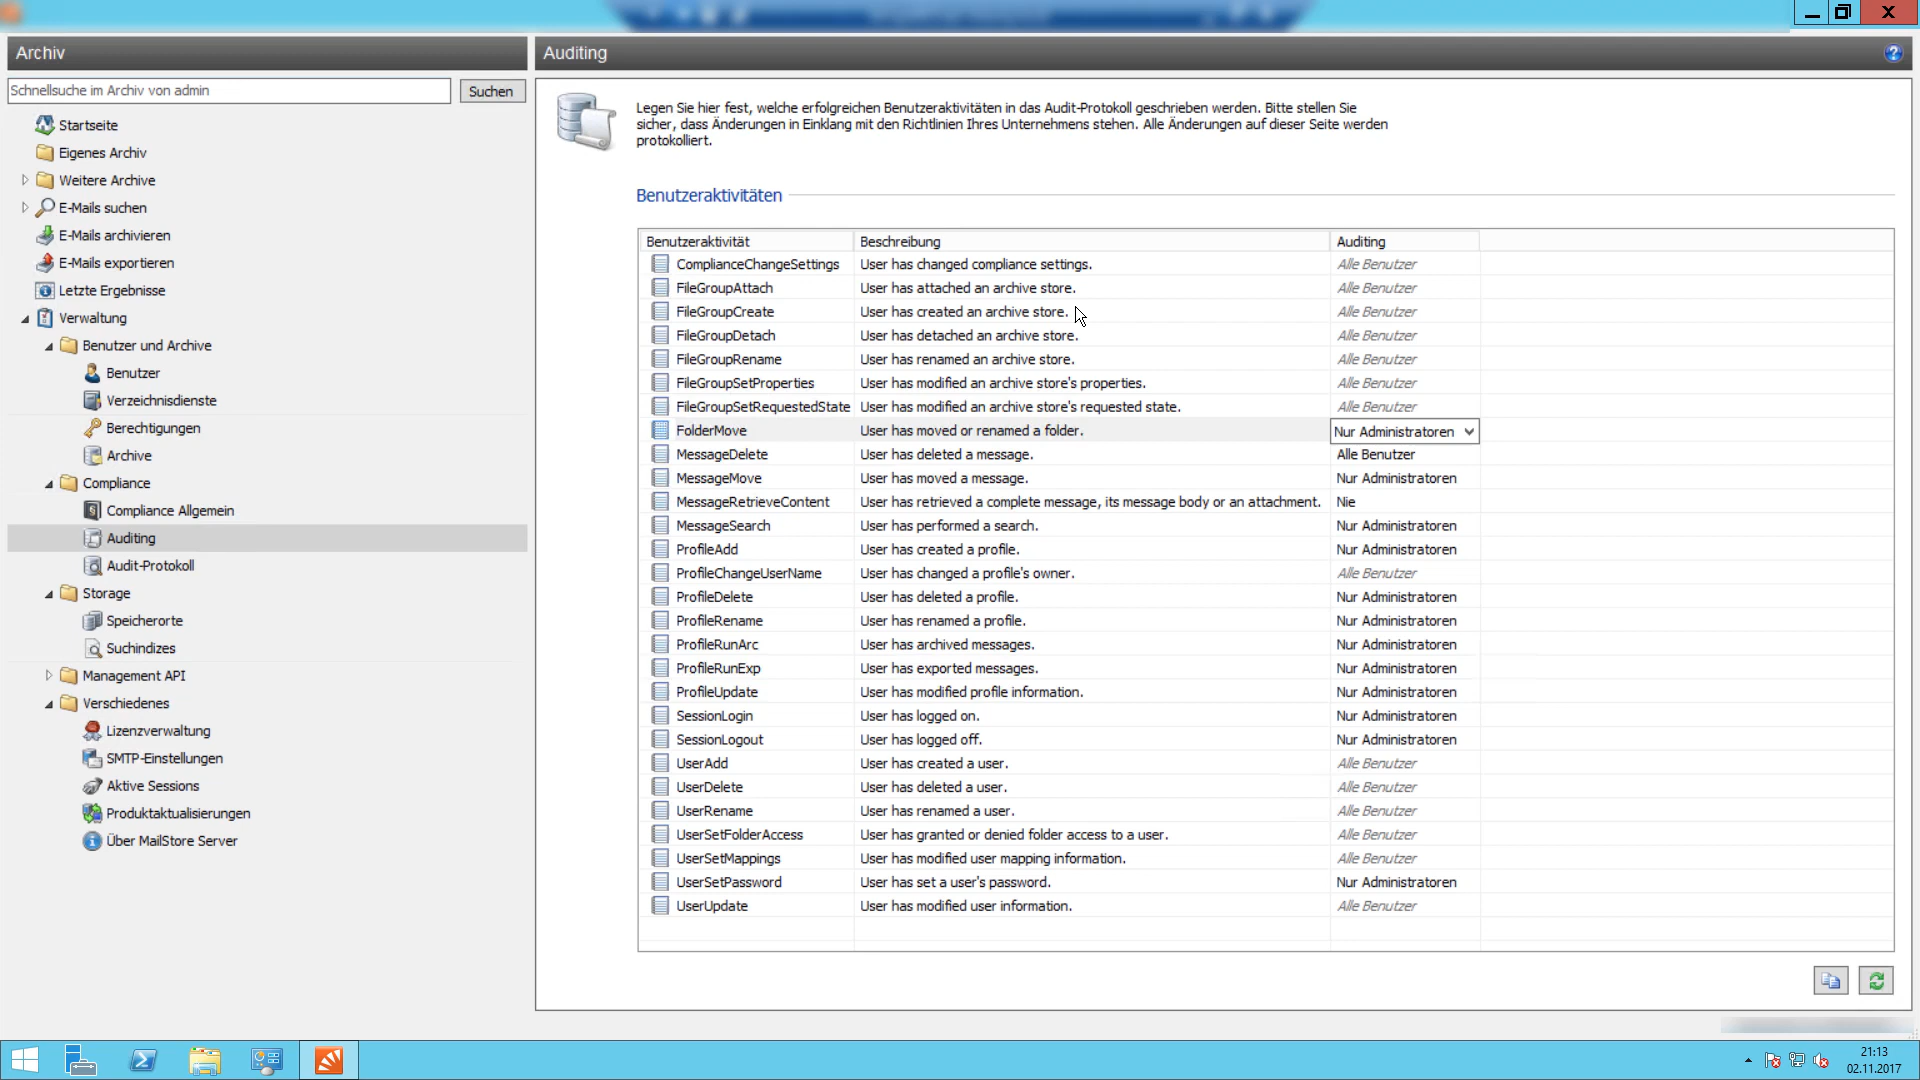 Archiv
Auditing
Schnellsuche im Archiv von admin
Suchen
Startseite
Eigenes Archiv
Weitere Archive
E-Mails suchen
E-Mails archivieren
E-Mails exportieren
Letzte Ergebnisse
Verwaltung
Benutzer und Archive
Benutzer
Verzeichnisdienste
Berechtigungen
Archive
Compliance
Compliance Allgemein
Auditing
Audit-Protokoll
Storage
Speicherorte
Suchindizes
Management API
Verschiedenes
Lizenzverwaltung
SMTP-Einstellungen
Aktive Sessions
Produktaktualisierungen
Über MailStore Server
Legen Sie hier fest, welche erfolgreichen Benutzeraktivitäten in das Audit-Protokoll geschrieben werden. Bitte stellen Sie
sicher, dass Änderungen in Einklang mit den Richtlinien Ihres Unternehmens stehen. Alle Änderungen auf dieser Seite werden
protokolliert.
Benutzeraktivitäten
Benutzeraktivität Beschreibung Auditing
ComplianceChangeSettings User has changed compliance settings. Alle Benutzer
FileGroupAttach User has attached an archive store. Alle Benutzer
FileGroupCreate User has created an archive store. Alle Benutzer
FileGroupDetach User has detached an archive store. Alle Benutzer
FileGroupRename User has renamed an archive store. Alle Benutzer
FileGroupSetProperties User has modified an archive store's properties. Alle Benutzer
FileGroupSetRequestedState User has modified an archive store's requested state. Alle Benutzer
FolderMove User has moved or renamed a folder. Nur Administratoren
MessageDelete User has deleted a message. Alle Benutzer
MessageMove User has moved a message. Nur Administratoren
MessageRetrieveContent User has retrieved a complete message, its message body or an attachment. Nie
MessageSearch User has performed a search. Nur Administratoren
ProfileAdd User has created a profile. Nur Administratoren
ProfileChangeUserName User has changed a profile's owner. Alle Benutzer
ProfileDelete User has deleted a profile. Nur Administratoren
ProfileRename User has renamed a profile. Nur Administratoren
ProfileRunArc User has archived messages. Nur Administratoren
ProfileRunExp User has exported messages. Nur Administratoren
ProfileUpdate User has modified profile information. Nur Administratoren
SessionLogin User has logged on. Nur Administratoren
SessionLogout User has logged off. Nur Administratoren
UserAdd User has created a user. Alle Benutzer
UserDelete User has deleted a user. Alle Benutzer
UserRename User has renamed a user. Alle Benutzer
UserSetFolderAccess User has granted or denied folder access to a user. Alle Benutzer
UserSetMappings User has modified user mapping information. Alle Benutzer
UserSetPassword User has set a user's password. Nur Administratoren
UserUpdate User has modified user information. Alle Benutzer
21:13
02.11.2017